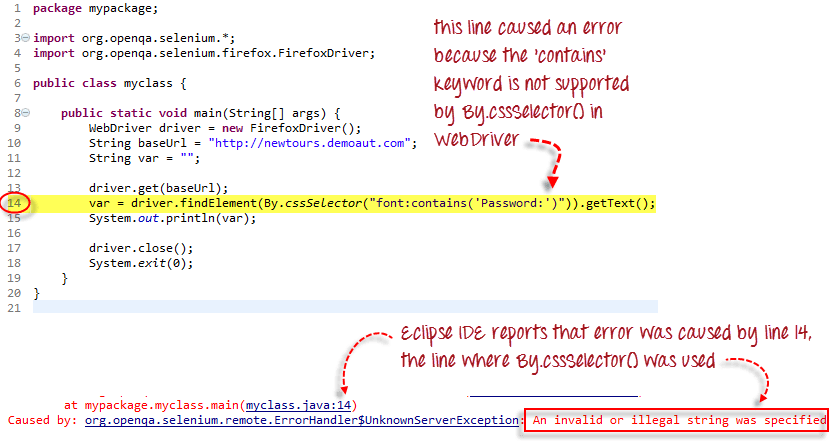 1 package mypackage;
2
3 import org.openqa.selenium.*;
4 import org.openqa.selenium.firefox.FirefoxDriver;
5
6 public class myclass {
7
8 public static void main(String[] args) {
9 WebDriver driver = new FirefoxDriver();
10 String baseUrl = "http://newtours.demoaut.com";
11 String var = "";
12
13 driver.get(baseUrl);
14 var = driver.findElement(By.cssSelector("font:contains('Password:')")).getText();
15 System.out.println(var);
16
17 driver.close();
18 System.exit(0);
19 }
20 }
21
this line caused an error
because the 'contains'
keyword is not supported
by By.cssSelector() in
WebDriver
Eclipse IDE reports that error was caused by line 14,
the line where By.cssSelector() was used
at mypackage.myclass.main(myclass.java:14)
Caused by: org.openqa.selenium.remote.ErrorHandler$UnknownServerException: An invalid or illegal string was specified